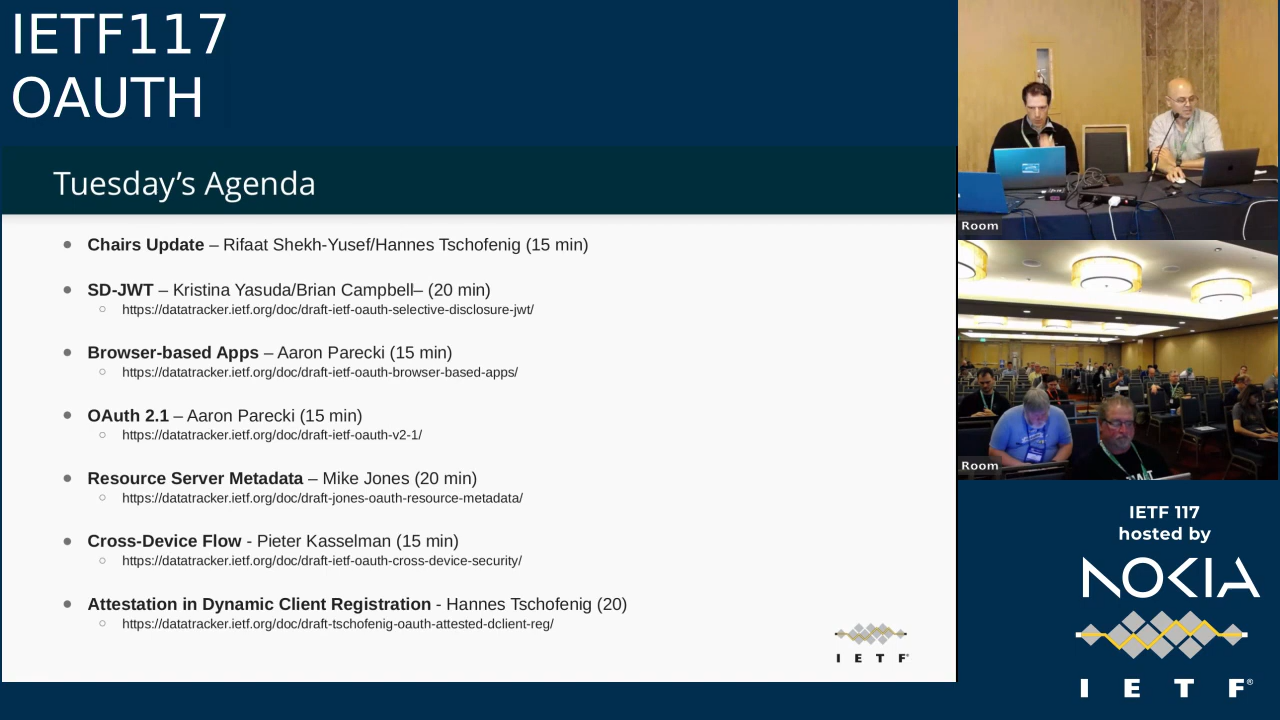 IETF117
OAUTH
Tuesday’s Agenda
• Chairs Update – Rifaat Shekh-Yusef/Hannes Tschofenig (15 min)
• SD-JWT – Kristina Yasuda/Brian Campbell– (20 min)
○ https://datatracker.ietf.org/doc/draft-ietf-oauth-selective-disclosure-jwt/
• Browser-based Apps – Aaron Parecki (15 min)
○ https://datatracker.ietf.org/doc/draft-ietf-oauth-browser-based-apps/
• OAuth 2.1 – Aaron Parecki (15 min)
○ https://datatracker.ietf.org/doc/draft-ietf-oauth-v2-1/
• Resource Server Metadata – Mike Jones (20 min)
○ https://datatracker.ietf.org/doc/draft-jones-oauth-resource-metadata/
• Cross-Device Flow - Pieter Kasselman (15 min)
○ https://datatracker.ietf.org/doc/draft-ietf-oauth-cross-device-security/
• Attestation in Dynamic Client Registration - Hannes Tschofenig (20)
○ https://datatracker.ietf.org/doc/draft-tschofenig-oauth-attested-dclient-reg/
I E T F®
Room
Room
IETF 117
hosted by
NOKIA
I E T F®